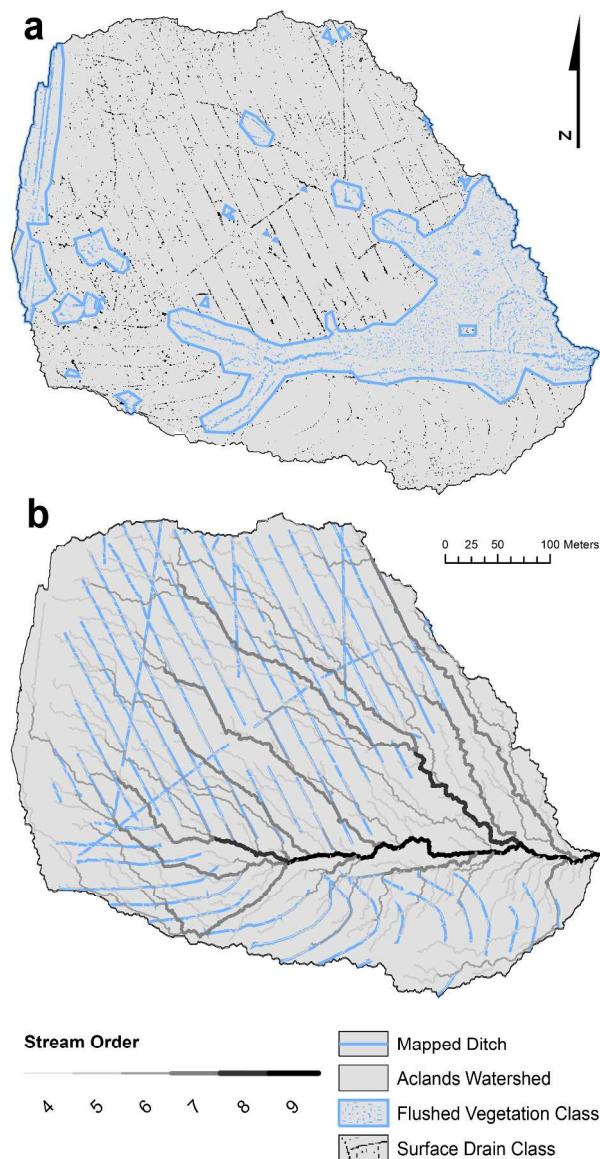 a
N
b
0 25 50 100 Meters
Stream Order
4 5 6 7 8 9
Mapped Ditch
Aclands Watershed
Flushed Vegetation Class
Surface Drain Class